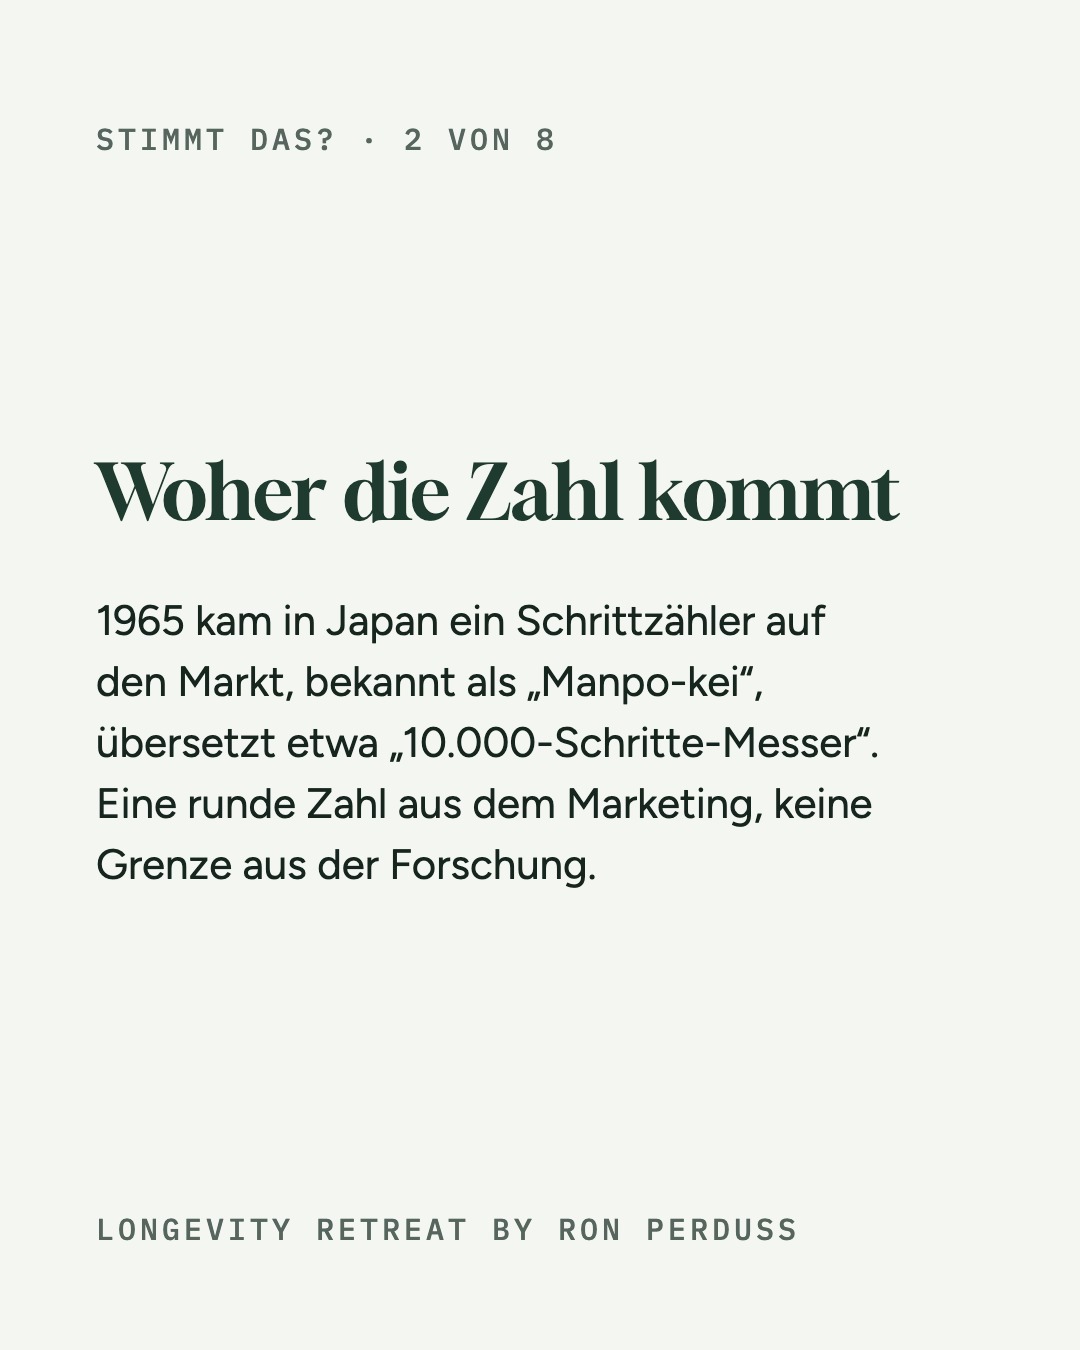 STIMMT DAS? · 2 VON 8
Woher die Zahl kommt
1965 kam in Japan ein Schrittzähler auf
den Markt, bekannt als „Manpo-kei“,
übersetzt etwa „10.000-Schritte-Messer“.
Eine runde Zahl aus dem Marketing, keine
Grenze aus der Forschung.
LONGEVITY RETREAT BY RON PERDUSS